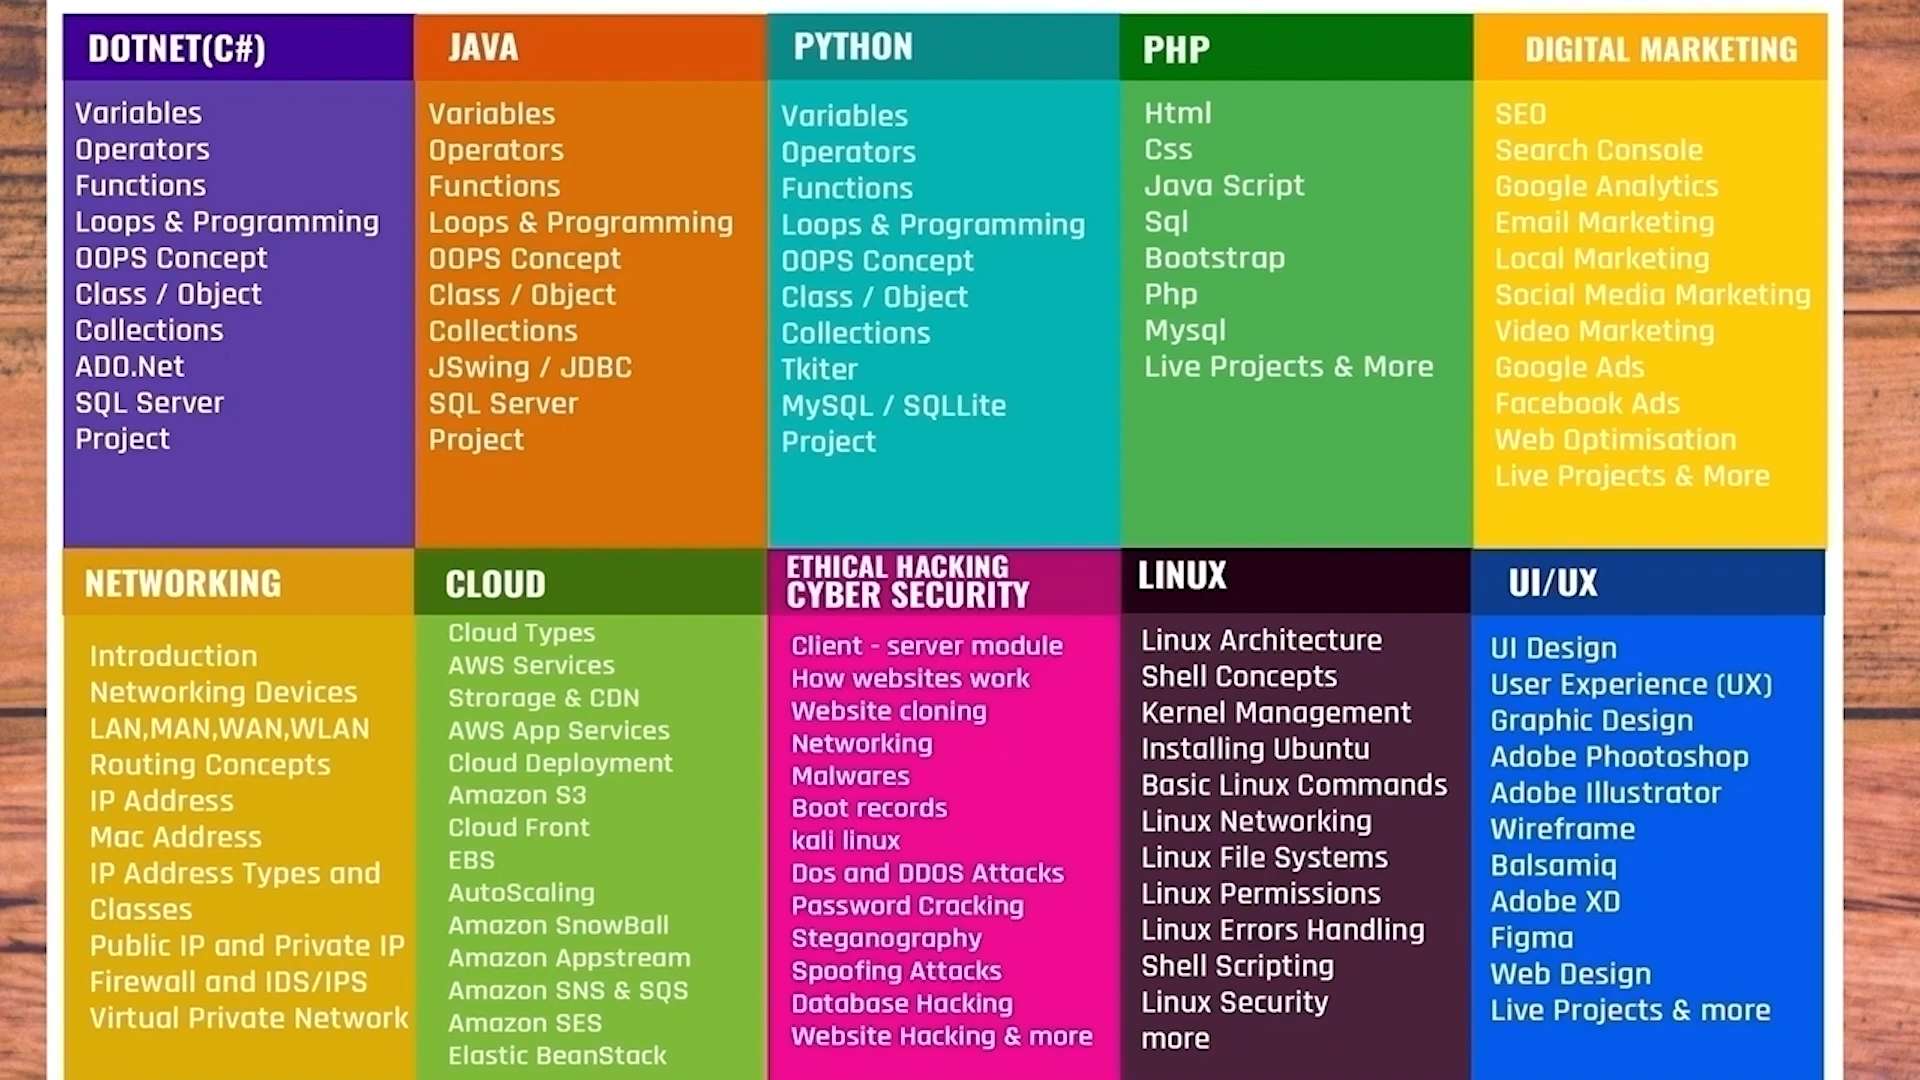 DOTNET(C#)
Variables
Operators
Functions
Loops & Programming
OOPS Concept
Class / Object
Collections
ADO.Net
SQL Server
Project
JAVA
Variables
Operators
Functions
Loops & Programming
OOPS Concept
Class / Object
Collections
JSwing / JDBC
SQL Server
Project
PYTHON
Variables
Operators
Functions
Loops & Programming
OOPS Concept
Class / Object
Collections
Tkiter
MySQL / SQLLite
Project
PHP
Html
Css
Java Script
Sql
Bootstrap
Php
Mysql
Live Projects & More
DIGITAL MARKETING
SEO
Search Console
Google Analytics
Email Marketing
Local Marketing
Social Media Marketing
Video Marketing
Google Ads
Facebook Ads
Web Optimisation
Live Projects & More
NETWORKING
Introduction
Networking Devices
LAN,MAN,WAN,WLAN
Routing Concepts
IP Address
Mac Address
IP Address Types and
Classes
Public IP and Private IP
Firewall and IDS/IPS
Virtual Private Network
CLOUD
Cloud Types
AWS Services
Strorage & CDN
AWS App Services
Cloud Deployment
Amazon S3
Cloud Front
EBS
AutoScaling
Amazon SnowBall
Amazon Appstream
Amazon SNS & SQS
Amazon SES
Elastic BeanStack
ETHICAL HACKING
CYBER SECURITY
Client - server module
How websites work
Website cloning
Networking
Malwares
Boot records
kali linux
Dos and DDOS Attacks
Password Cracking
Steganography
Spoofing Attacks
Database Hacking
Website Hacking & more
LINUX
Linux Architecture
Shell Concepts
Kernel Management
Installing Ubuntu
Basic Linux Commands
Linux Networking
Linux File Systems
Linux Permissions
Linux Errors Handling
Shell Scripting
Linux Security
more
UI/UX
UI Design
User Experience (UX)
Graphic Design
Adobe Phootoshop
Adobe Illustrator
Wireframe
Balsamiq
Adobe XD
Figma
Web Design
Live Projects & more